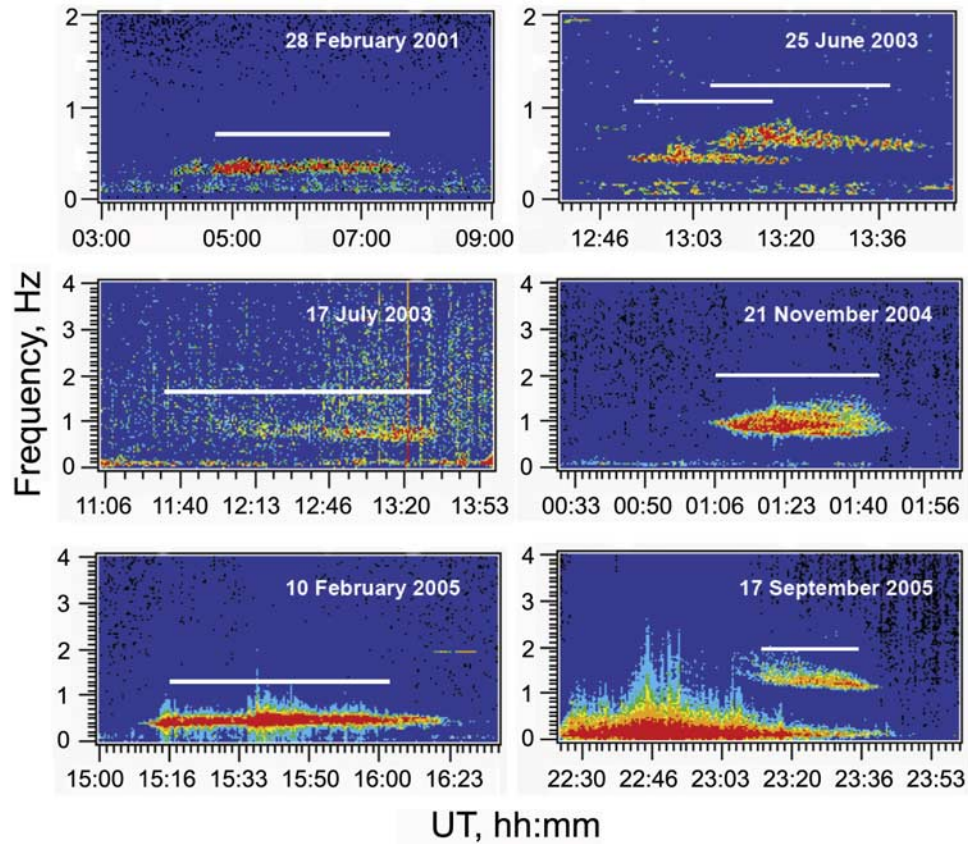 2
28 February 2001
1
0
03:00 05:00 07:00 09:00
2
25 June 2003
1
0
12:46 13:03 13:20 13:36
Frequency, Hz
4
17 July 2003
3
2
1
0
11:06 11:40 12:13 12:46 13:20 13:53
4
21 November 2004
3
2
1
0
00:33 00:50 01:06 01:23 01:40 01:56
4
10 February 2005
3
2
1
0
15:00 15:16 15:33 15:50 16:00 16:23
4
17 September 2005
3
2
1
0
22:30 22:46 23:03 23:20 23:36 23:53
UT, hh:mm